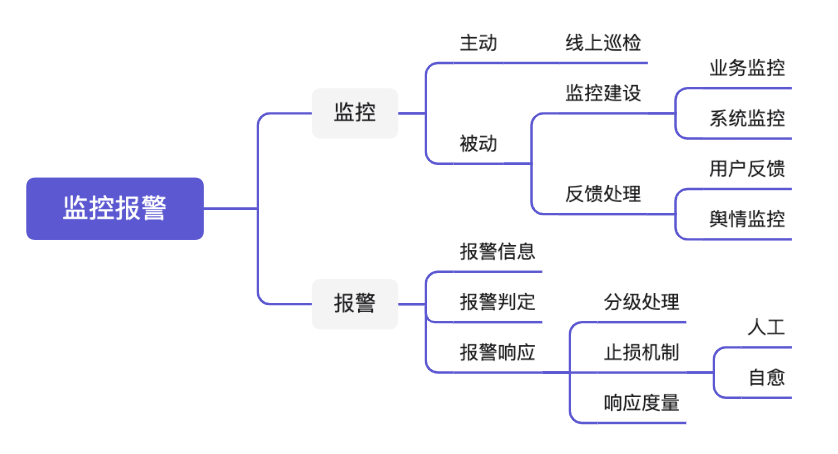 监控报警
监控
主动
线上巡检
被动
监控建设
业务监控
系统监控
反馈处理
用户反馈
舆情监控
报警
报警信息
报警判定
报警响应
分级处理
止损机制
人工
自愈
响应度量